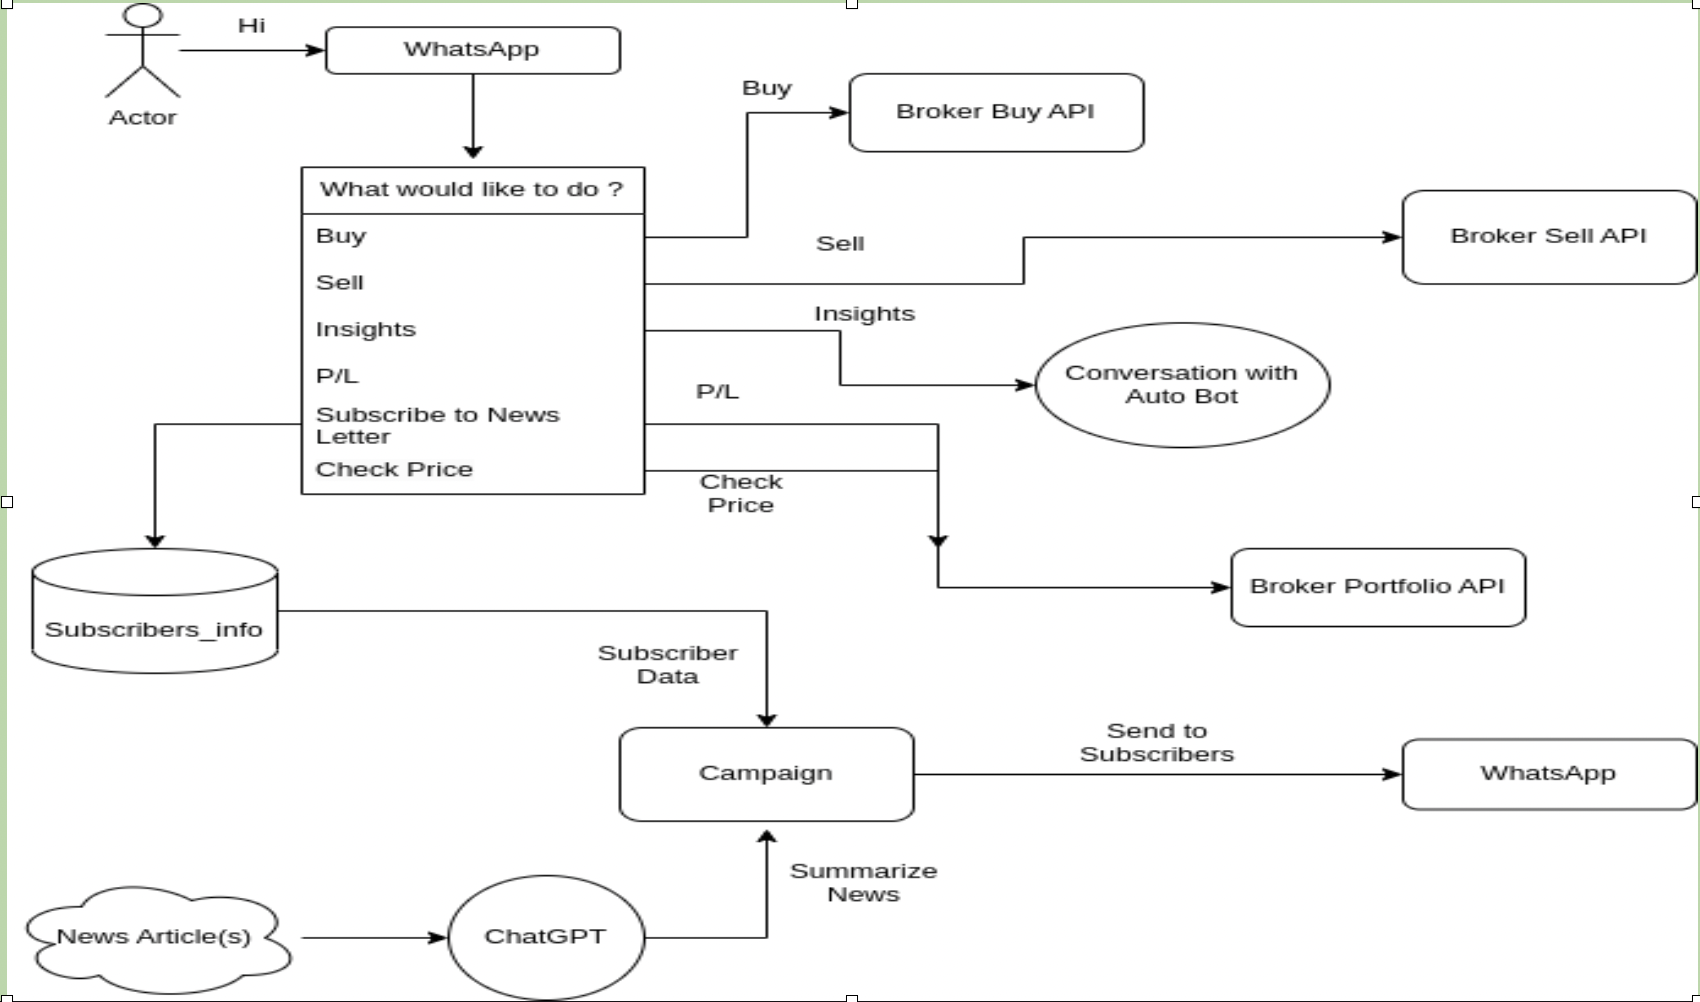 Hi
WhatsApp
Actor
Buy
Broker Buy API
What would like to do ?
Buy
Sell
Broker Sell API
Sell
Insights
Insights
Conversation with
Auto Bot
P/L
P/L
Subscribe to News
Letter
Check Price
Check
Price
Broker Portfolio API
Subscribers_info
Subscriber
Data
Send to
Subscribers
Campaign
WhatsApp
Summarize
News
News Article(s)
ChatGPT